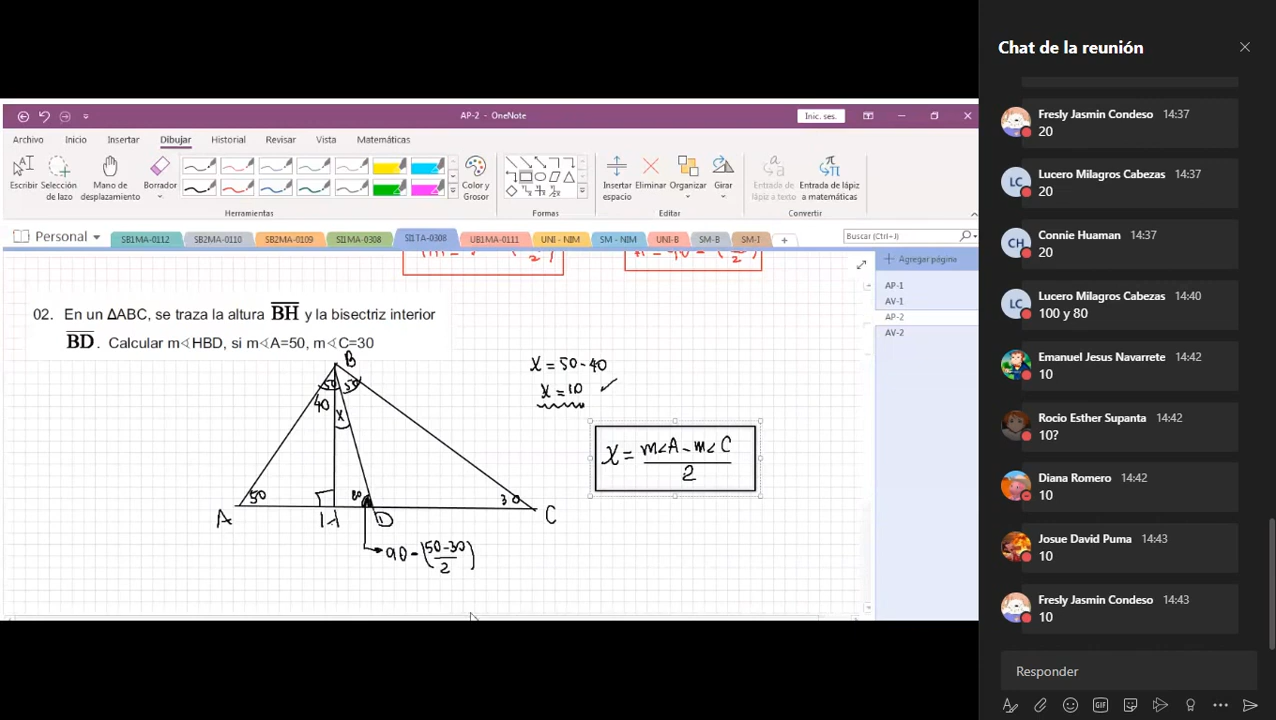 Chat de la reunión
AP-2 - OneNote
Inic. ses.
Archivo Inicio Insertar Dibujar Historial Revisar Vista Matemáticas
Escribir
Selección de lazo
Mano de desplazamiento
Borrador
Color y Grosor
Insertar espacio
Eliminar
Organizar
Girar
Entrada de lápiz a texto
Entrada de lápiz a matemáticas
Herramientas
Formas
Editar
Convertir
Personal
SB1MA-0112 SB2MA-0110 SB2MA-0109 SI1MA-0308 SI1TA-0308 UB1MA-0111 UNI - NIM SM - NIM UNI-B SM-B SM-I
Buscar (Ctrl+J)
Agregar página
AP-1
AV-1
AP-2
AV-2
02. En un ∆ABC, se traza la altura BH y la bisectriz interior
BD. Calcular m∢HBD, si m∢A=50, m∢C=30
B
50 50
40
x
50
80
30
A
H
D
C
90 - (50-30/2)
x = 50-40
x = 10 ✓
x = m∠A - m∠C / 2
Fresly Jasmin Condeso 14:37
20
LC
Lucero Milagros Cabezas 14:37
20
CH
Connie Huaman 14:37
20
LC
Lucero Milagros Cabezas 14:40
100 y 80
Emanuel Jesus Navarrete 14:42
10
Rocio Esther Supanta 14:42
10?
Diana Romero 14:42
10
Josue David Puma 14:43
10
Fresly Jasmin Condeso 14:43
10
Responder